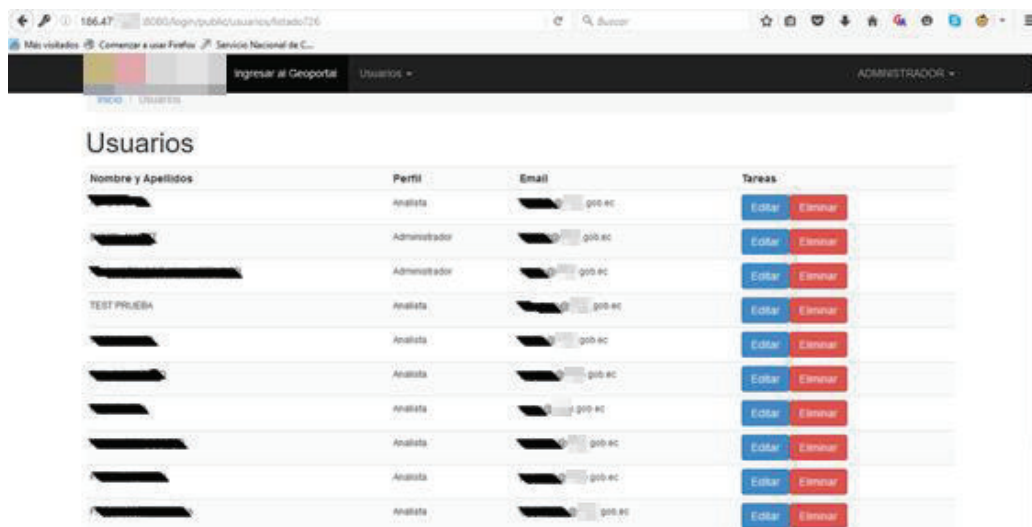 186.47 :8080/login/public/usuarios/listado726
Buscar
Más visitados Comenzar a usar Firefox Servicio Nacional de C...
Ingresar al Geoportal Usuarios ADMINISTRADOR
Inicio / Usuarios
Usuarios
Nombre y Apellidos Perfil Email Tareas
Analista @ gob.ec Editar Eliminar
Administrador @ .gob.ec Editar Eliminar
Administrador @ gob.ec Editar Eliminar
TEST PRUEBA Analista @ .gob.ec Editar Eliminar
Analista @ gob.ec Editar Eliminar
Analista @ gob.ec Editar Eliminar
Analista @ .gob.ec Editar Eliminar
Analista @ gob.ec Editar Eliminar
Analista @ gob.ec Editar Eliminar
Analista @ gob.ec Editar Eliminar